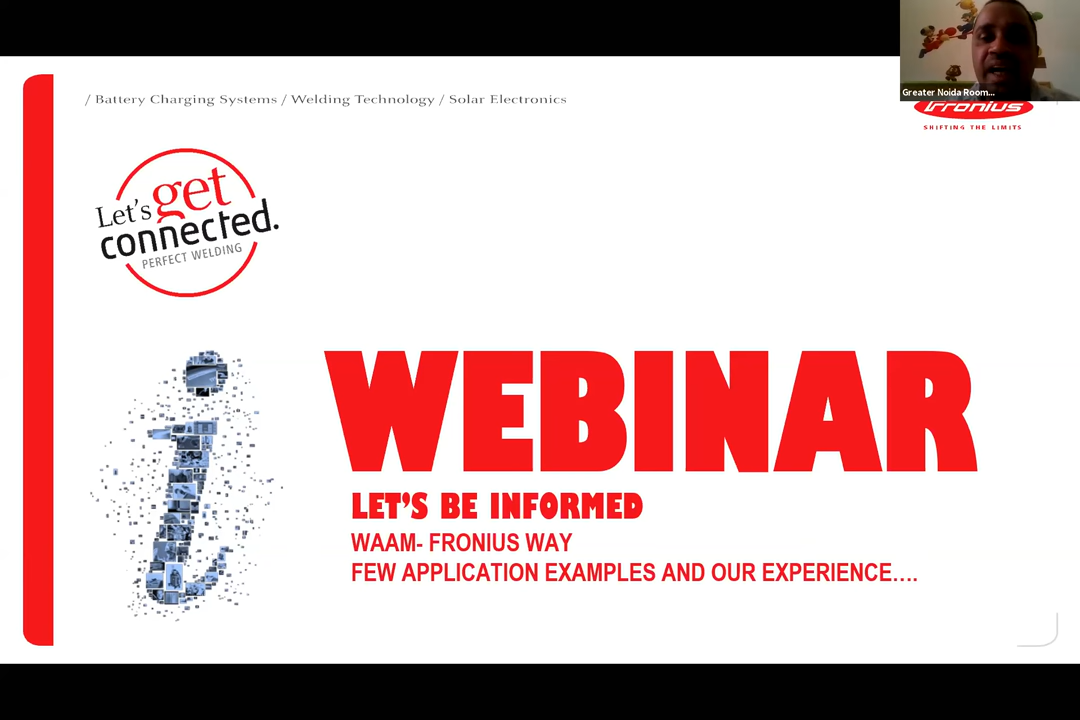 / Battery Charging Systems / Welding Technology / Solar Electronics
Greater Noida Room...
Fronius
SHIFTING THE LIMITS
Let's get
connected.
PERFECT WELDING
WEBINAR
LET'S BE INFORMED
WAAM- FRONIUS WAY
FEW APPLICATION EXAMPLES AND OUR EXPERIENCE....